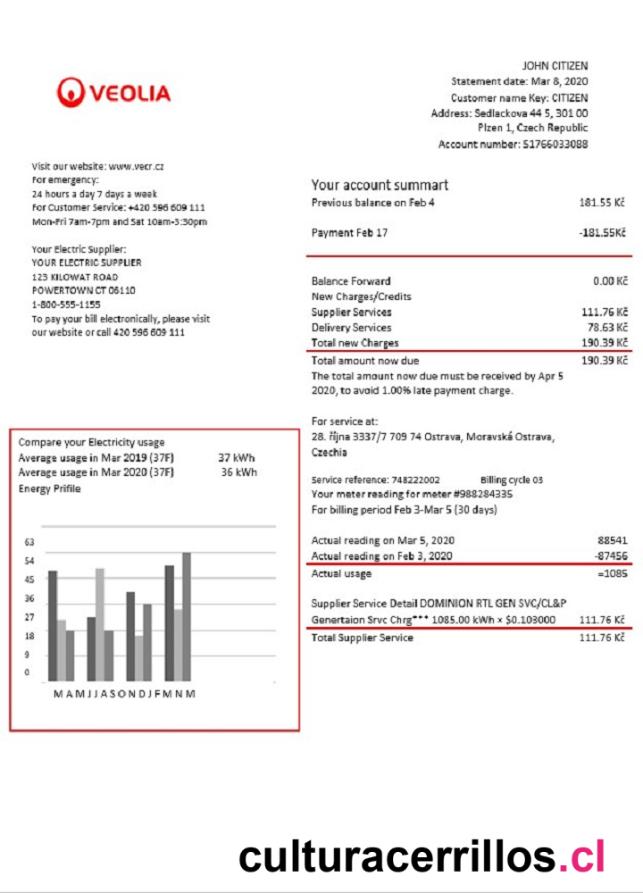 VEOLIA
JOHN CITIZEN
Statement date: Mar 8, 2020
Customer name Key: CITIZEN
Address: Sedlackova 44 5, 301 00
Plzen 1, Czech Republic
Account number: 51766033088
Visit our website: www.vecr.cz
For emergency:
24 hours a day 7 days a week
For Customer Service: +420 596 609 111
Mon-Fri 7am-7pm and Sat 10am-3:30pm
Your Electric Supplier:
YOUR ELECTRIC SUPPLIER
123 KILOWAT ROAD
POWERTOWN CT 06110
1-800-555-1155
To pay your bill electronically, please visit
our website or call 420 596 609 111
Your account summart
Previous balance on Feb 4 181.55 Kč
Payment Feb 17 -181.55Kč
Balance Forward 0.00 Kč
New Charges/Credits
Supplier Services 111.76 Kč
Delivery Services 78.63 Kč
Total new Charges 190.39 Kč
Total amount now due 190.39 Kč
The total amount now due must be received by Apr 5
2020, to avoid 1.00% late payment charge.
For service at:
28. října 3337/7 709 74 Ostrava, Moravská Ostrava,
Czechia
Service reference: 748222002 Billing cycle 03
Your meter reading for meter #988284335
For billing period Feb 3-Mar 5 (30 days)
Actual reading on Mar 5, 2020 88541
Actual reading on Feb 3, 2020 -87456
Actual usage =1085
Supplier Service Detail DOMINION RTL GEN SVC/CL&P
Genertaion Srvc Chrg*** 1085.00 kWh × $0.103000 111.76 Kč
Total Supplier Service 111.76 Kč
Compare your Electricity usage
Average usage in Mar 2019 (37F) 37 kWh
Average usage in Mar 2020 (37F) 36 kWh
Energy Prifile
63
54
45
36
27
18
9
0
M A M J J A S O N D J F M N M
culturacerrillos.cl